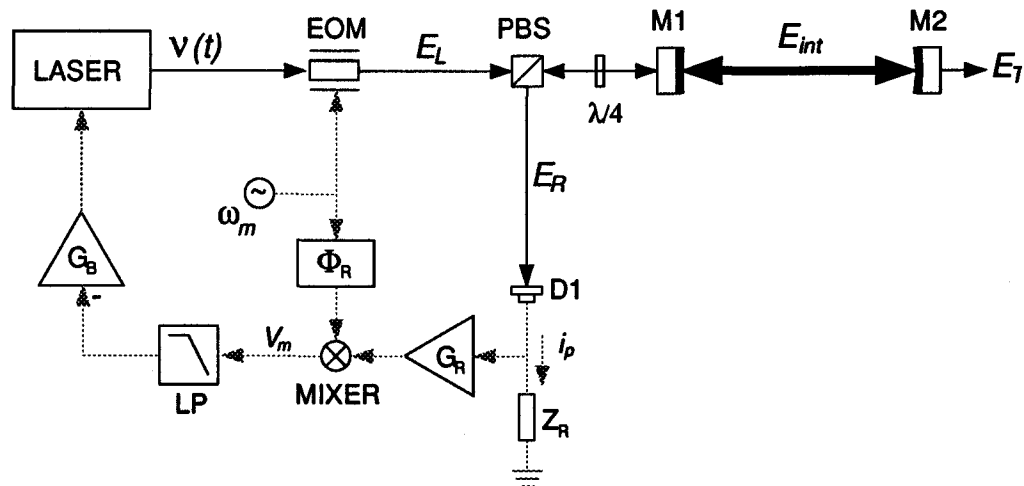 LASER
ν(t)
EOM
E_L
PBS
λ/4
M1
E_int
M2
E_T
E_R
ω_m
~
Φ_R
G_B
-
D1
i_p
V_m
G_R
LP
MIXER
Z_R